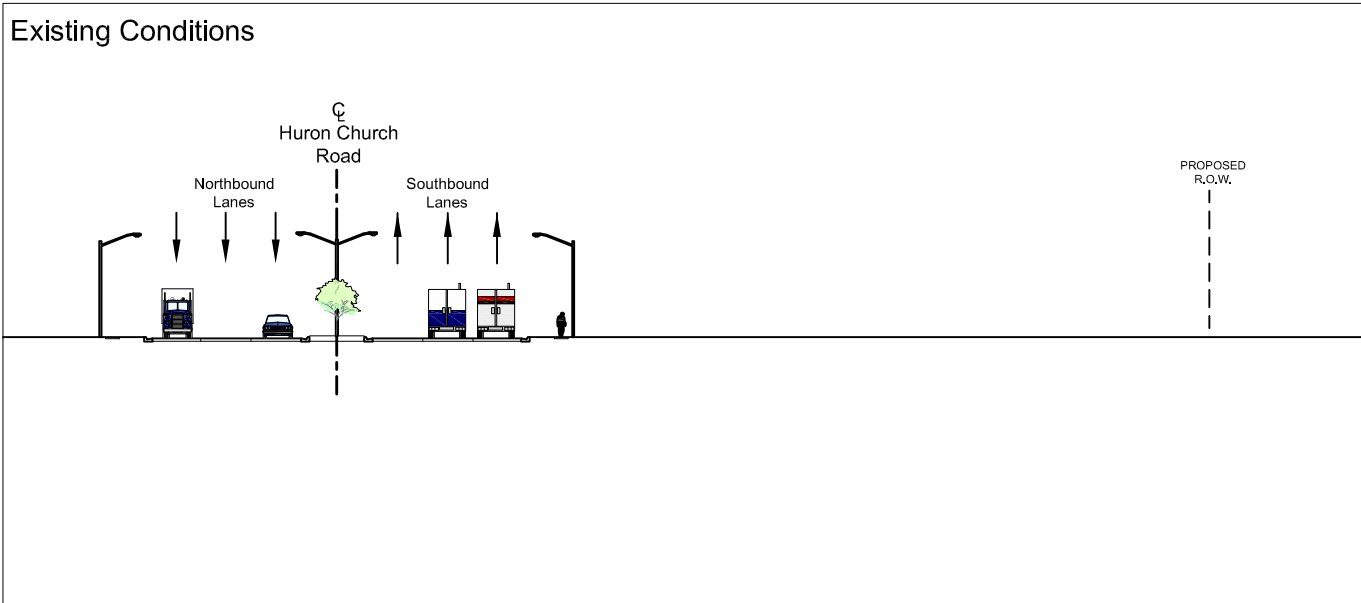 Existing Conditions
℄
Huron Church
Road
Northbound
Lanes
Southbound
Lanes
PROPOSED
R.O.W.